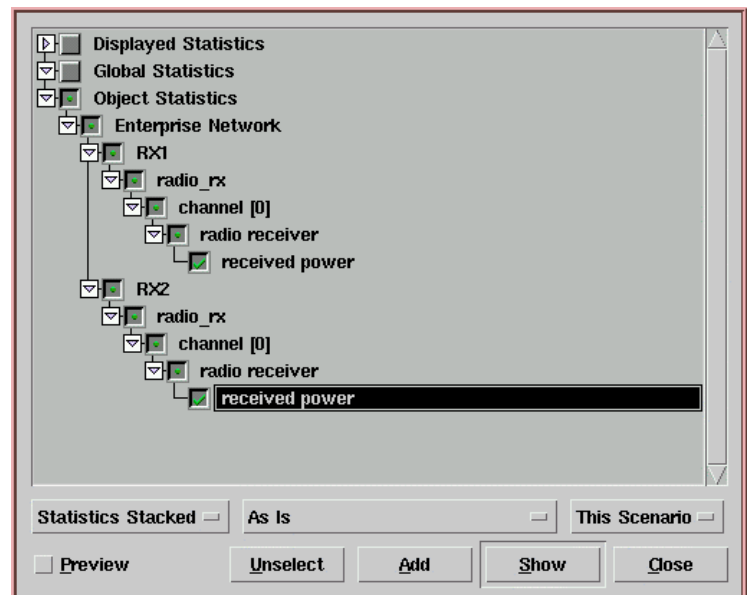 Displayed Statistics
Global Statistics
Object Statistics
Enterprise Network
RX1
radio_rx
channel [0]
radio receiver
received power
RX2
radio_rx
channel [0]
radio receiver
received power
Statistics Stacked As Is This Scenario
Preview Unselect Add Show Close